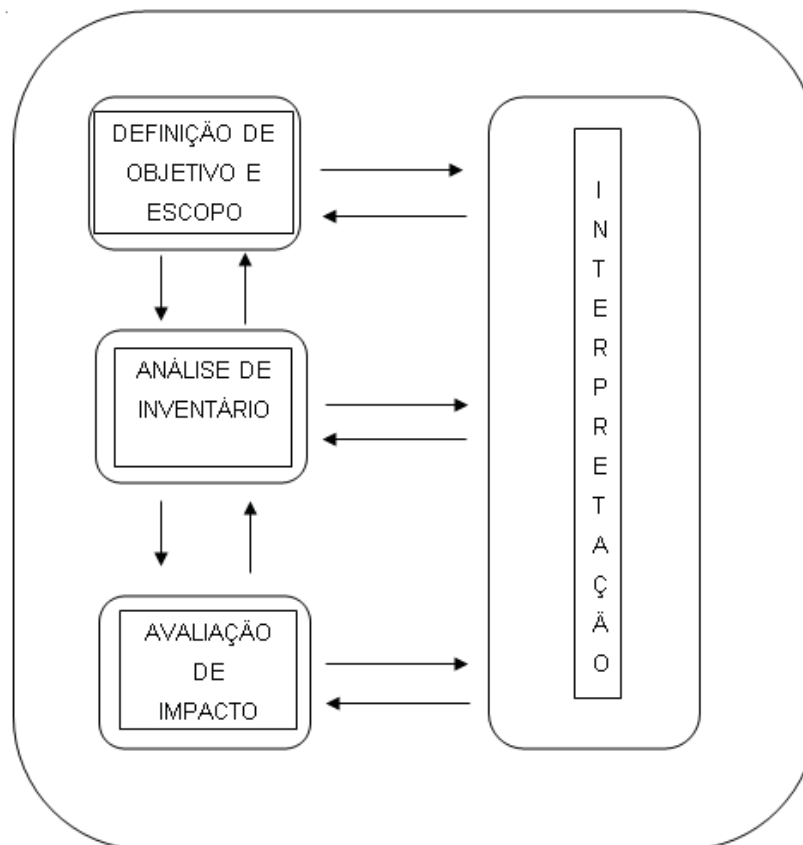 DEFINIÇÃO DE
OBJETIVO E
ESCOPO
ANÁLISE DE
INVENTÁRIO
AVALIAÇÃO
DE
IMPACTO
I
N
T
E
R
P
R
E
T
A
Ç
Ã
O